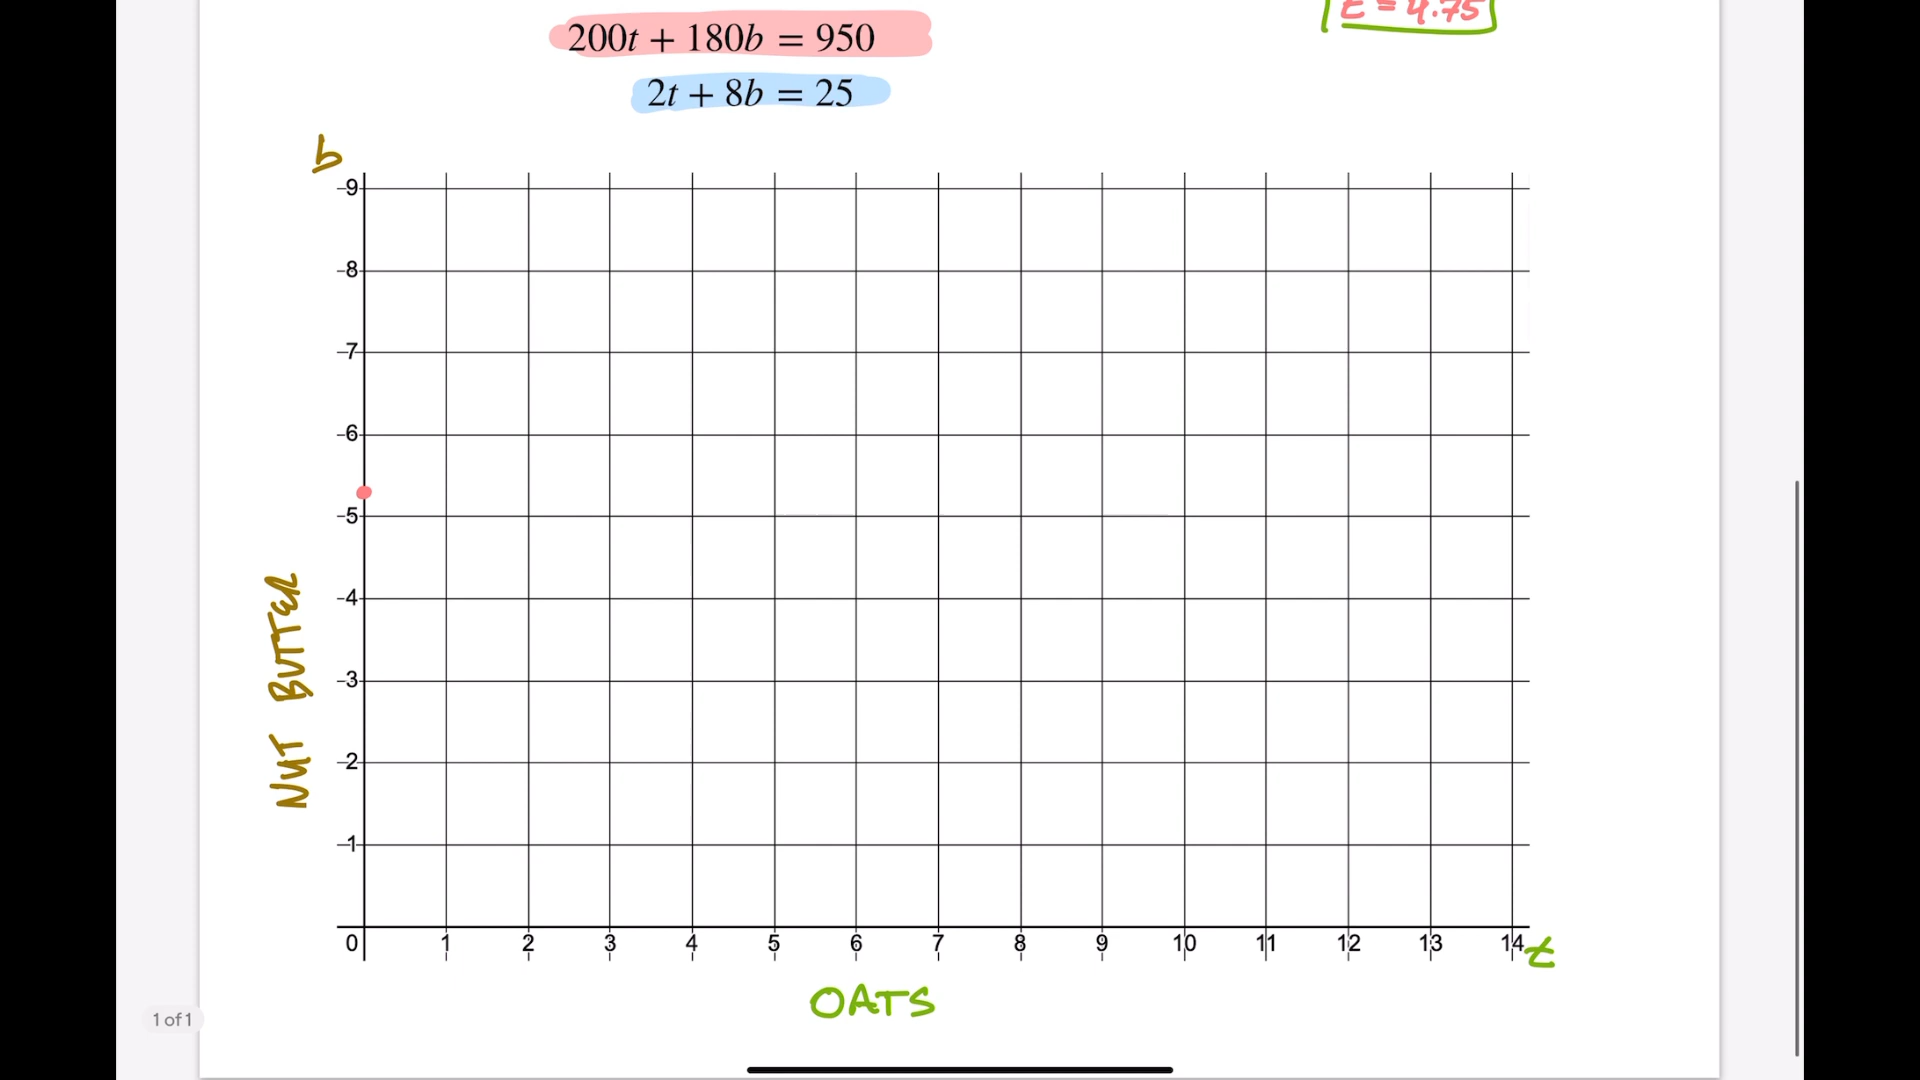 t = 4.75
200t + 180b = 950
2t + 8b = 25
b
9
8
7
6
5
4
3
2
1
NUT BUTTER
0 1 2 3 4 5 6 7 8 9 10 11 12 13 14 t
OATS
1 of 1